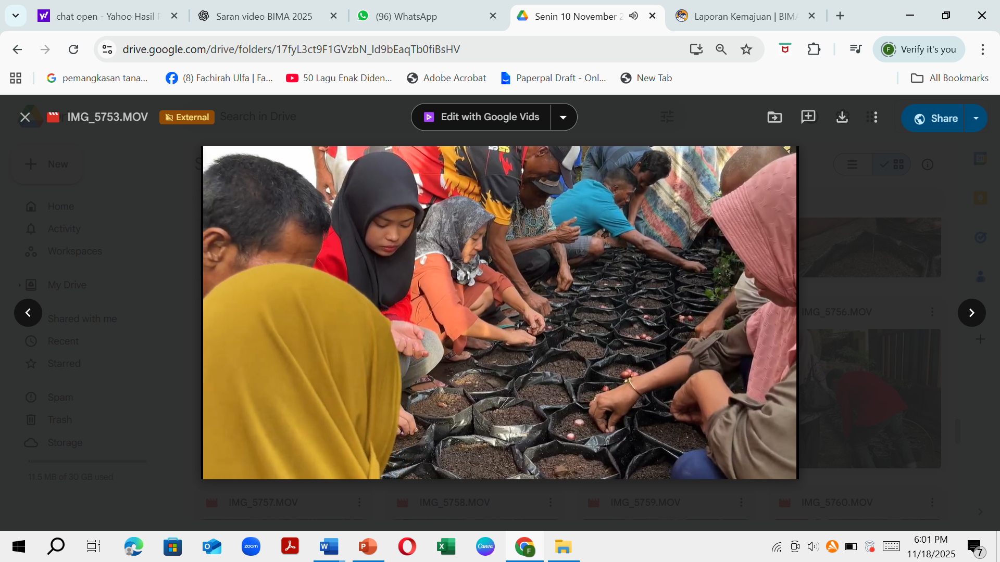 chat open - Yahoo Hasil P
Saran video BIMA 2025
(96) WhatsApp
Senin 10 November 2
Laporan Kemajuan | BIMA
drive.google.com/drive/folders/17fyL3ct9F1GVzbN_ld9bEaqTb0fiBsHV
Verify it's you
pemangkasan tana...
(8) Fachirah Ulfa | Fa...
50 Lagu Enak Diden...
Adobe Acrobat
Paperpal Draft - Onl...
New Tab
All Bookmarks
IMG_5753.MOV
External
Search in Drive
Edit with Google Vids
Share
New
Home
Activity
Workspaces
My Drive
Shared with me
Recent
Starred
Spam
Trash
Storage
11.5 MB of 30 GB used
IMG_5756.MOV
IMG_5757.MOV
IMG_5758.MOV
IMG_5759.MOV
IMG_5760.MOV
zoom
Canva
6:01 PM
11/18/2025
7